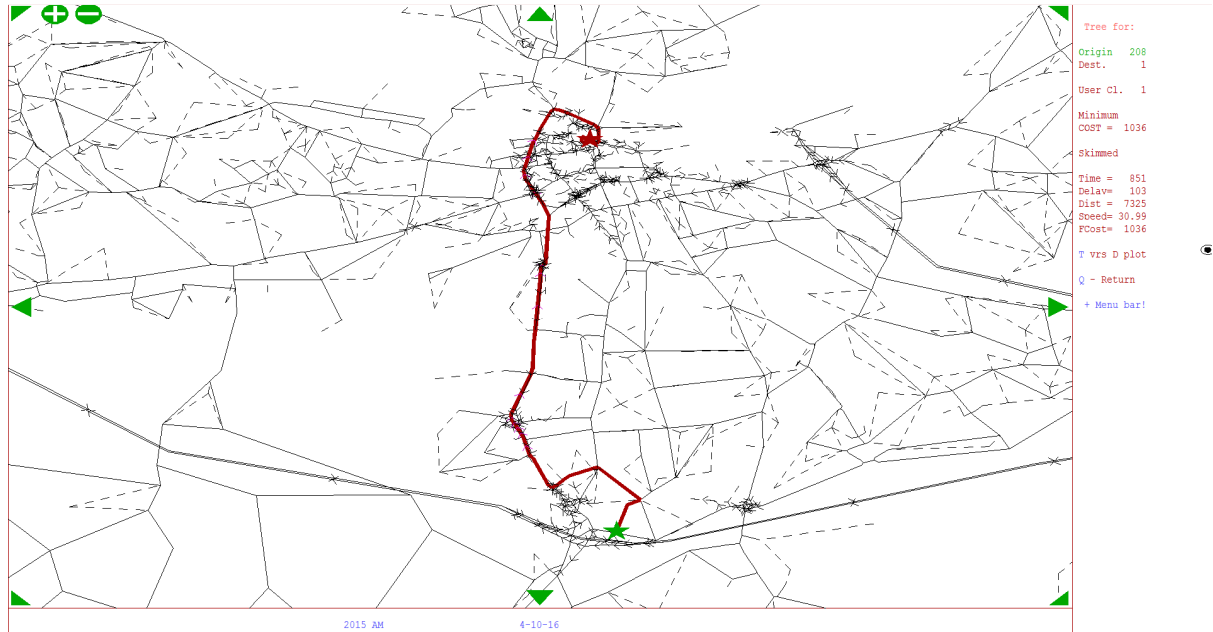 Tree for:
Origin 208
Dest. 1
User Cl. 1
Minimum
COST = 1036
Skimmed
Time = 851
Delay= 103
Dist = 7325
Speed= 30.99
FCost= 1036
T vrs D plot
Q - Return
+ Menu bar!
2015 AM 4-10-16